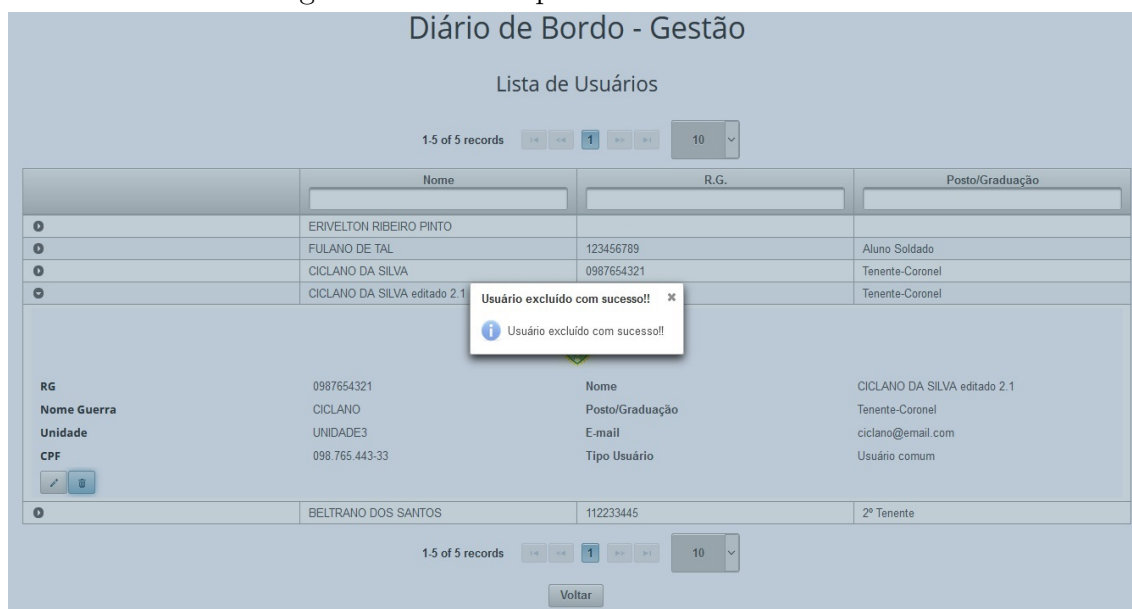 Diário de Bordo - Gestão
Lista de Usuários
1-5 of 5 records 1 10
Nome R.G. Posto/Graduação
ERIVELTON RIBEIRO PINTO
FULANO DE TAL 123456789 Aluno Soldado
CICLANO DA SILVA 0987654321 Tenente-Coronel
CICLANO DA SILVA editado 2.1 Tenente-Coronel
Usuário excluído com sucesso!!
Usuário excluído com sucesso!!
RG 0987654321 Nome CICLANO DA SILVA editado 2.1
Nome Guerra CICLANO Posto/Graduação Tenente-Coronel
Unidade UNIDADE3 E-mail ciclano@email.com
CPF 098.765.443-33 Tipo Usuário Usuário comum
BELTRANO DOS SANTOS 112233445 2º Tenente
1-5 of 5 records 1 10
Voltar